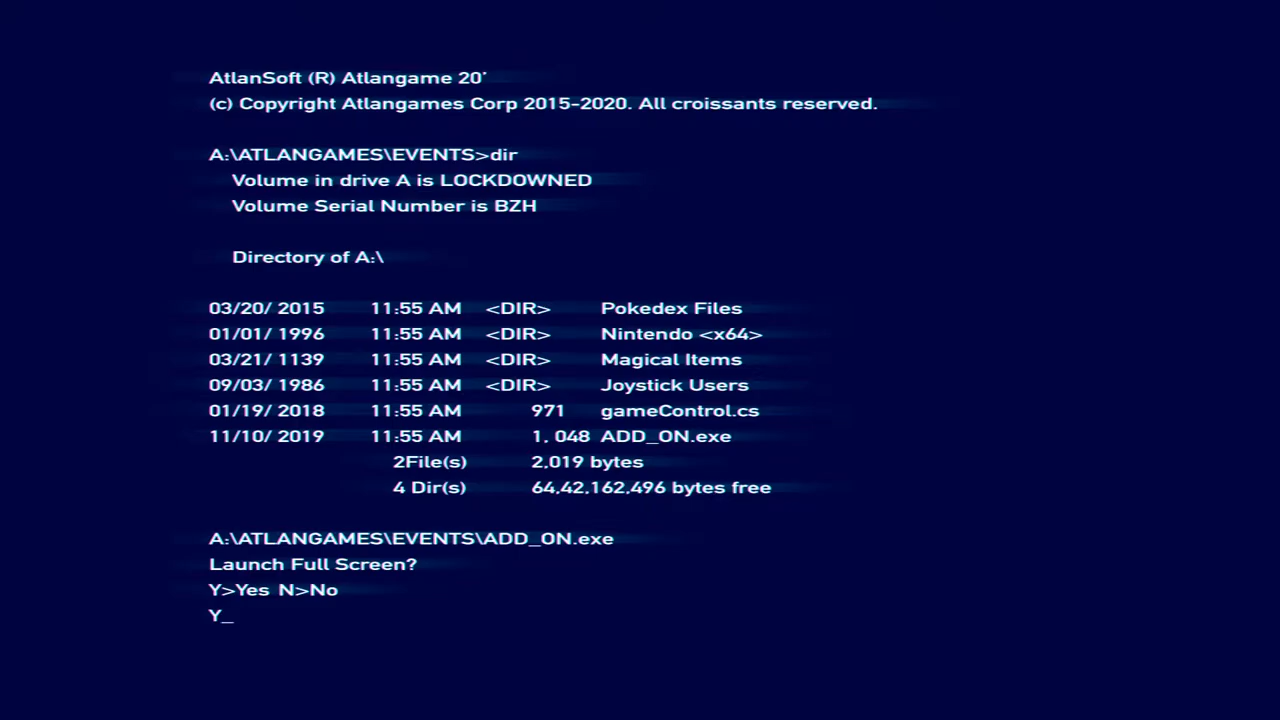 AtlanSoft (R) Atlangame 20'
(c) Copyright Atlangames Corp 2015-2020. All croissants reserved.
A:\ATLANGAMES\EVENTS>dir
Volume in drive A is LOCKDOWNED
Volume Serial Number is BZH
Directory of A:\
03/20/ 2015 11:55 AM <DIR> Pokedex Files
01/01/ 1996 11:55 AM <DIR> Nintendo <x64>
03/21/ 1139 11:55 AM <DIR> Magical Items
09/03/ 1986 11:55 AM <DIR> Joystick Users
01/19/ 2018 11:55 AM 971 gameControl.cs
11/10/ 2019 11:55 AM 1, 048 ADD_ON.exe
2File(s) 2,019 bytes
4 Dir(s) 64,42,162,496 bytes free
A:\ATLANGAMES\EVENTS\ADD_ON.exe
Launch Full Screen?
Y>Yes N>No
Y_